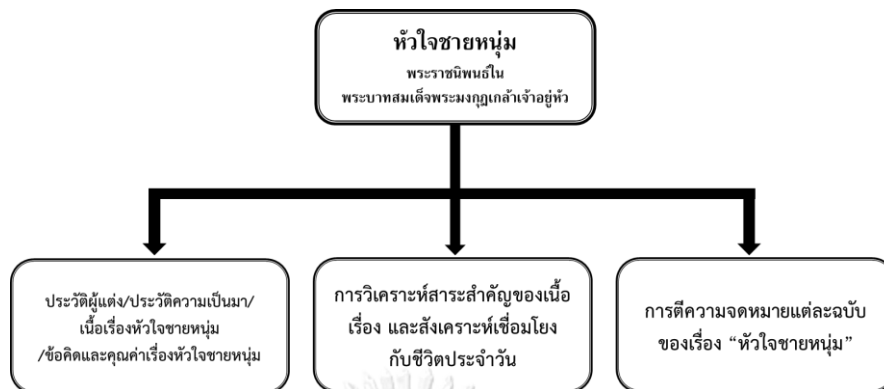 หัวใจชายหนุ่ม
พระราชนิพนธ์ใน
พระบาทสมเด็จพระมงกุฎเกล้าเจ้าอยู่หัว
ประวัติผู้แต่ง/ประวัติความเป็นมา/
เนื้อเรื่องหัวใจชายหนุ่ม
/ข้อคิดและคุณค่าเรื่องหัวใจชายหนุ่ม
การวิเคราะห์สาระสำคัญของเนื้อ
เรื่อง และสังเคราะห์เชื่อมโยง
กับชีวิตประจำวัน
การตีความจดหมายแต่ละฉบับ
ของเรื่อง “หัวใจชายหนุ่ม”